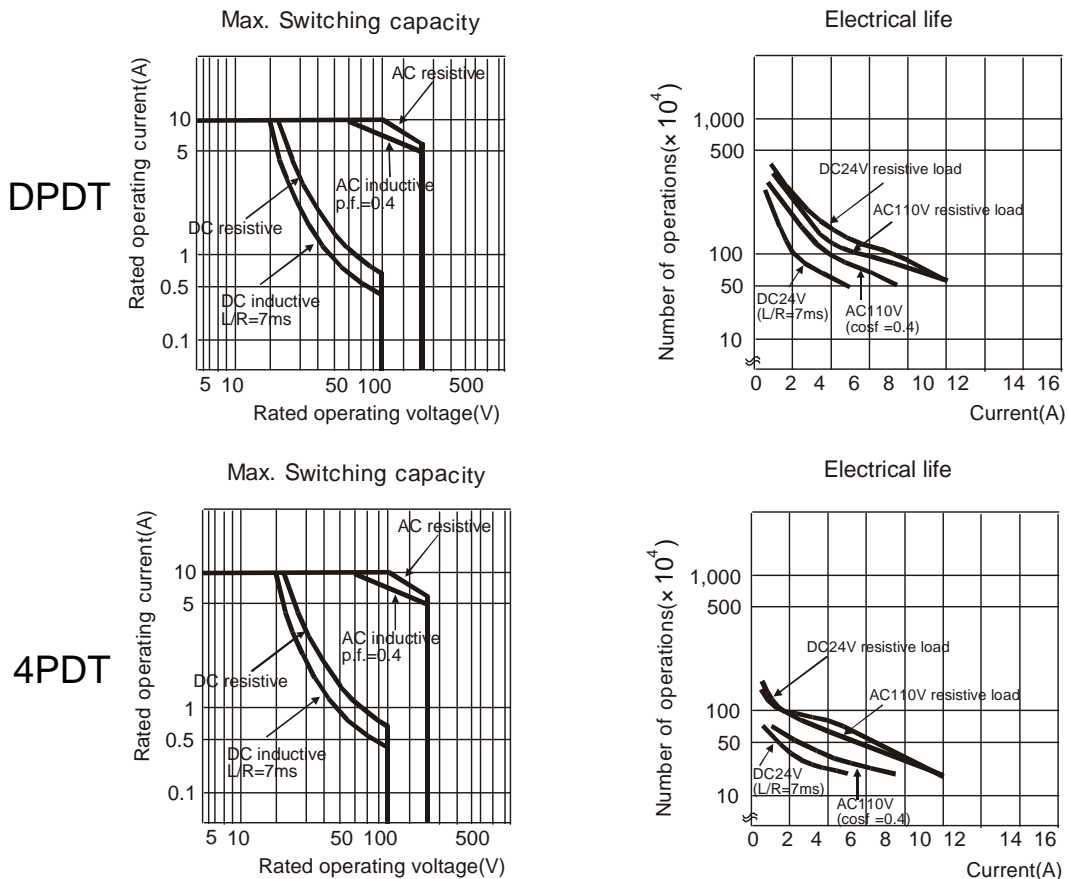 Max. Switching capacity
Electrical life
DPDT
Rated operating current(A)
10
5
1
0.5
0.1
AC resistive
AC inductive
p.f.=0.4
DC resistive
DC inductive
L/R=7ms
5 10 50 100 500
Rated operating voltage(V)
Number of operations(× 10⁴)
1,000
500
100
50
10
DC24V resistive load
AC110V resistive load
DC24V
(L/R=7ms)
AC110V
(cosf =0.4)
0 2 4 6 8 10 12 14 16
Current(A)
Max. Switching capacity
Electrical life
4PDT
Rated operating current(A)
10
5
1
0.5
0.1
AC resistive
AC inductive
p.f.=0.4
DC resistive
DC inductive
L/R=7ms
5 10 50 100 500
Rated operating voltage(V)
Number of operations(× 10⁴)
1,000
500
100
50
10
DC24V resistive load
AC110V resistive load
DC24V
(L/R=7ms)
AC110V
(cosf =0.4)
0 2 4 6 8 10 12 14 16
Current(A)